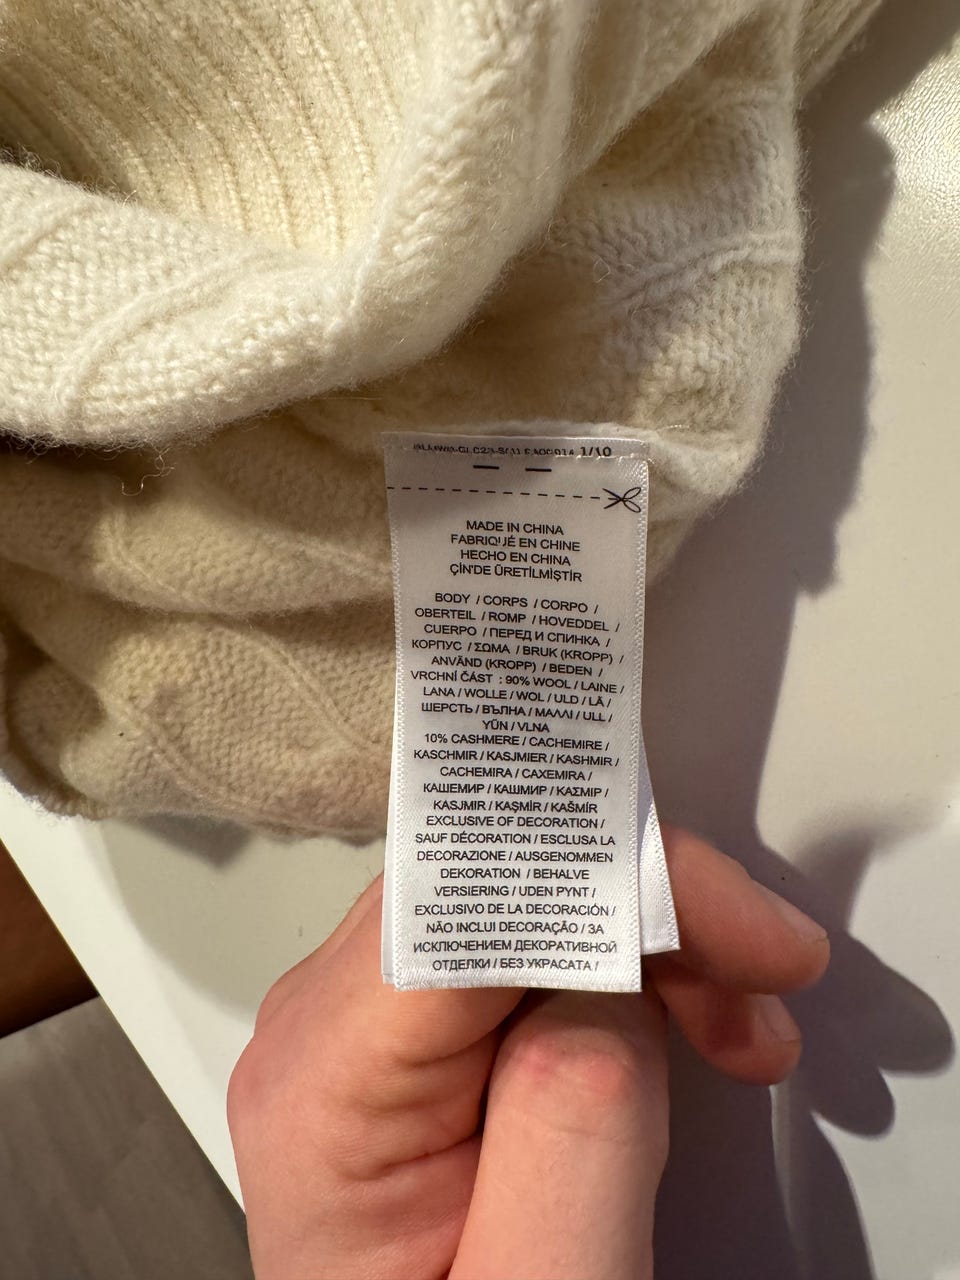 1/10
MADE IN CHINA
FABRIQUÉ EN CHINE
HECHO EN CHINA
ÇİN'DE ÜRETİLMİŞTİR
BODY / CORPS / CORPO /
OBERTEIL / ROMP / HOVEDDEL /
CUERPO / ПЕРЕД И СПИНКА /
КОРПУС / ΣΩΜΑ / BRUK (KROPP) /
ANVÄND (KROPP) / BEDEN /
VRCHNÍ ČÁST : 90% WOOL / LAINE /
LANA / WOLLE / WOL / ULD / LÃ /
ШЕРСТЬ / ВЪЛНА / ΜΑΛΛΙ / ULL /
YÜN / VLNA
10% CASHMERE / CACHEMIRE /
KASCHMIR / KASJMIER / KASHMIR /
CACHEMIRA / CAXEMIRA /
КАШЕМИР / КАШМИР / ΚΑΣΜΙΡ /
KASJMIR / KAŞMİR / KAŠMÍR
EXCLUSIVE OF DECORATION /
SAUF DÉCORATION / ESCLUSA LA
DECORAZIONE / AUSGENOMMEN
DEKORATION / BEHALVE
VERSIERING / UDEN PYNT /
EXCLUSIVO DE LA DECORACIÓN /
NÃO INCLUI DECORAÇÃO / ЗА
ИСКЛЮЧЕНИЕМ ДЕКОРАТИВНОЙ
ОТДЕЛКИ / БЕЗ УКРАСАТА /